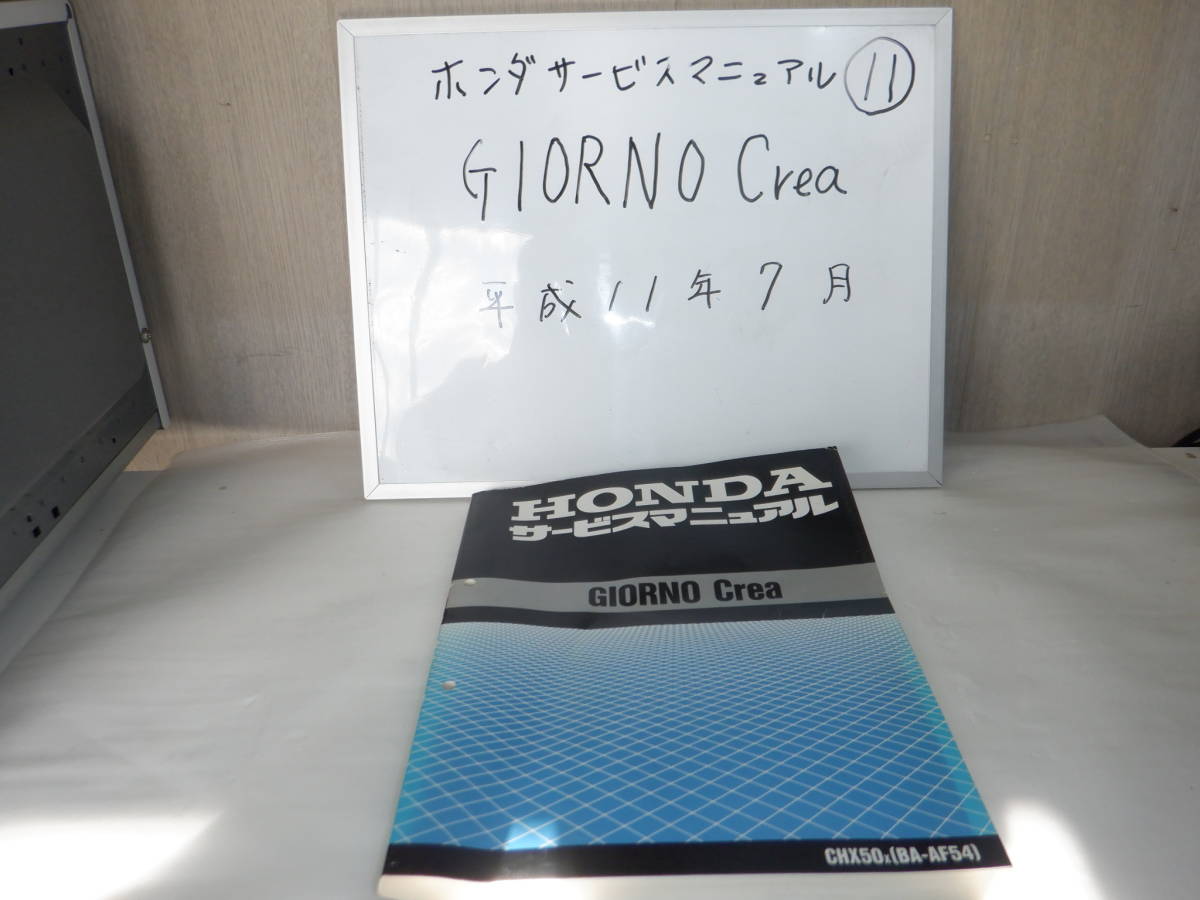 ホンダサービスマニュアル ⑪
GIORNO Crea
平成11年7月
HONDA
サービスマニュアル
GIORNO Crea
CHX50X(BA-AF54)